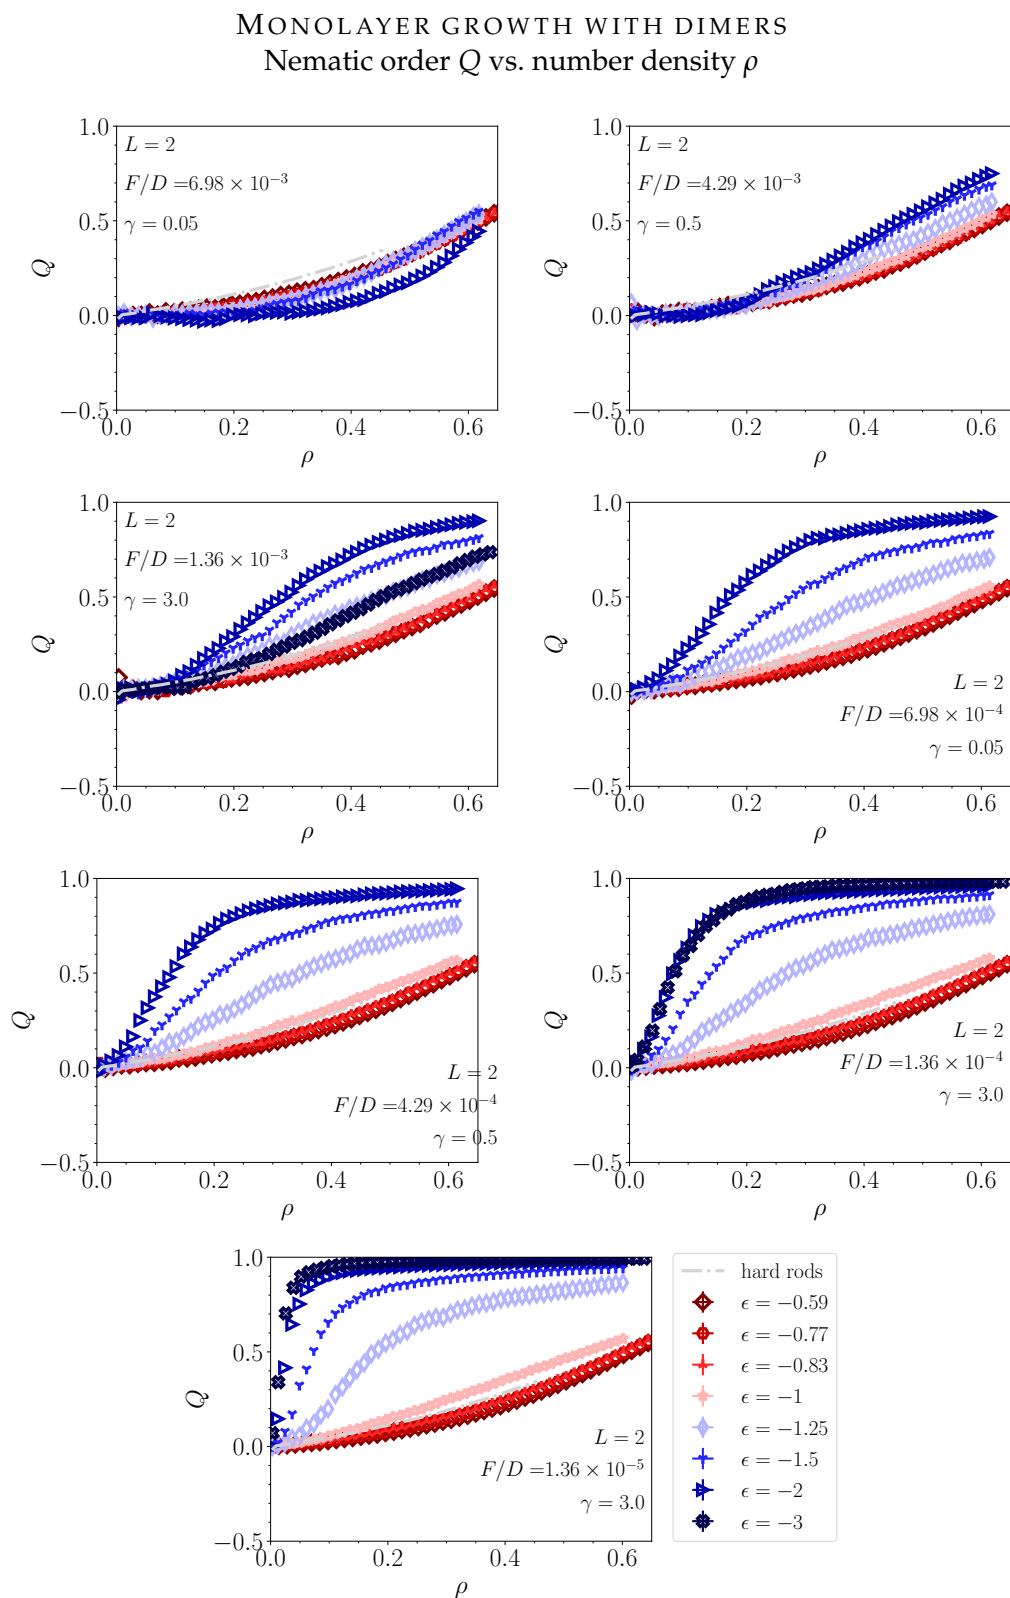 MONOLAYER GROWTH WITH DIMERS
Nematic order Q vs. number density ρ
1.0
0.5
0.0
−0.5
Q
L = 2
F/D =6.98 × 10⁻³
γ = 0.05
0.0 0.2 0.4 0.6
ρ
1.0
0.5
0.0
−0.5
Q
L = 2
F/D =4.29 × 10⁻³
γ = 0.5
0.0 0.2 0.4 0.6
ρ
1.0
0.5
0.0
−0.5
Q
L = 2
F/D =1.36 × 10⁻³
γ = 3.0
0.0 0.2 0.4 0.6
ρ
1.0
0.5
0.0
−0.5
Q
L = 2
F/D =6.98 × 10⁻⁴
γ = 0.05
0.0 0.2 0.4 0.6
ρ
1.0
0.5
0.0
−0.5
Q
L = 2
F/D =4.29 × 10⁻⁴
γ = 0.5
0.0 0.2 0.4 0.6
ρ
1.0
0.5
0.0
−0.5
Q
L = 2
F/D =1.36 × 10⁻⁴
γ = 3.0
0.0 0.2 0.4 0.6
ρ
1.0
0.5
0.0
−0.5
Q
L = 2
F/D =1.36 × 10⁻⁵
γ = 3.0
0.0 0.2 0.4 0.6
ρ
hard rods
ϵ = −0.59
ϵ = −0.77
ϵ = −0.83
ϵ = −1
ϵ = −1.25
ϵ = −1.5
ϵ = −2
ϵ = −3